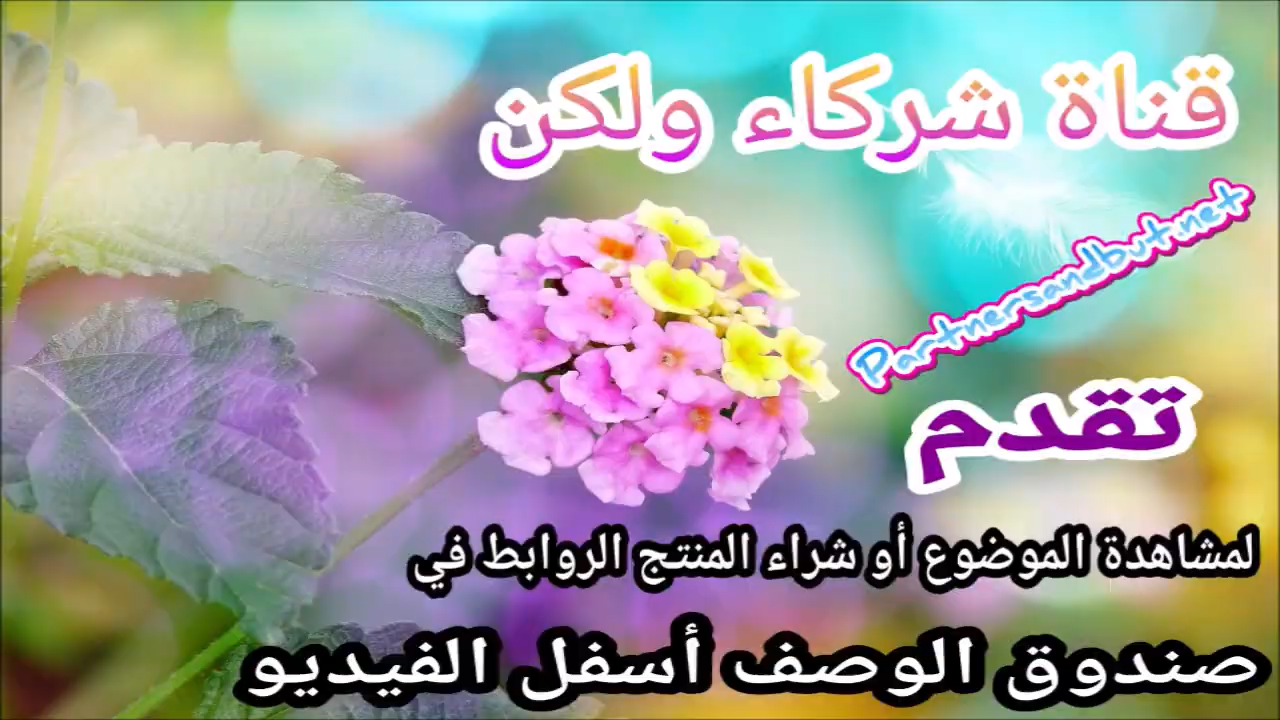 قناة شركاء ولكن
Partnersandbut.net
تقدم
لمشاهدة الموضوع أو شراء المنتج الروابط في
صندوق الوصف أسفل الفيديو